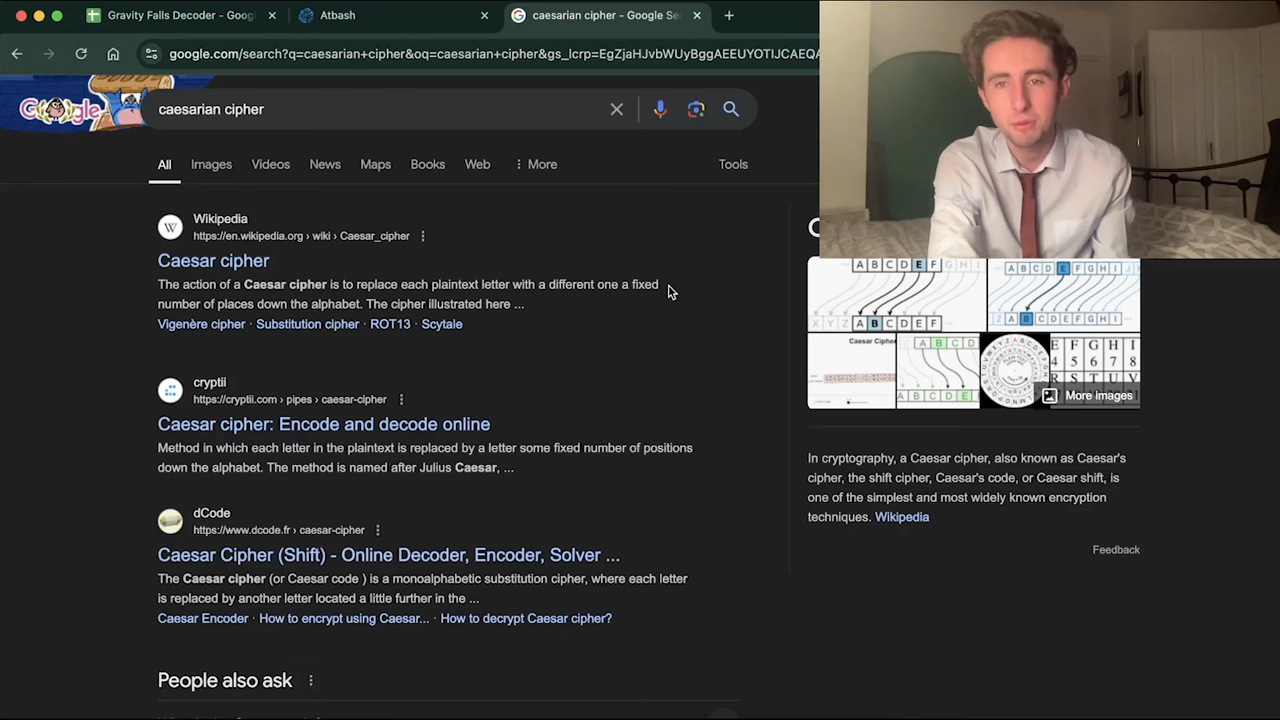 Gravity Falls Decoder - Goog
Atbash
caesarian cipher - Google Se
google.com/search?q=caesarian+cipher&oq=caesarian+cipher&gs_lcrp=EgZjaHJvbWUyBggAEEUYOTIJCAEQA
Google
caesarian cipher
All
Images
Videos
News
Maps
Books
Web
More
Tools
W
Wikipedia
https://en.wikipedia.org › wiki › Caesar_cipher
Caesar cipher
The action of a Caesar cipher is to replace each plaintext letter with a different one a fixed
number of places down the alphabet. The cipher illustrated here ...
Vigenère cipher · Substitution cipher · ROT13 · Scytale
cryptii
https://cryptii.com › pipes › caesar-cipher
Caesar cipher: Encode and decode online
Method in which each letter in the plaintext is replaced by a letter some fixed number of positions
down the alphabet. The method is named after Julius Caesar, ...
dCode
https://www.dcode.fr › caesar-cipher
Caesar Cipher (Shift) - Online Decoder, Encoder, Solver ...
The Caesar cipher (or Caesar code ) is a monoalphabetic substitution cipher, where each letter
is replaced by another letter located a little further in the ...
Caesar Encoder · How to encrypt using Caesar... · How to decrypt Caesar cipher?
People also ask
A B C D E F G H I
X Y Z A B C D E F
A B C D E F G H I
Z A B C D E F G H I
Caesar Cipher
A B C D
A B C D E
E F G H I
4 5 6 7 8
R S T U V
More images
In cryptography, a Caesar cipher, also known as Caesar's
cipher, the shift cipher, Caesar's code, or Caesar shift, is
one of the simplest and most widely known encryption
techniques. Wikipedia
Feedback